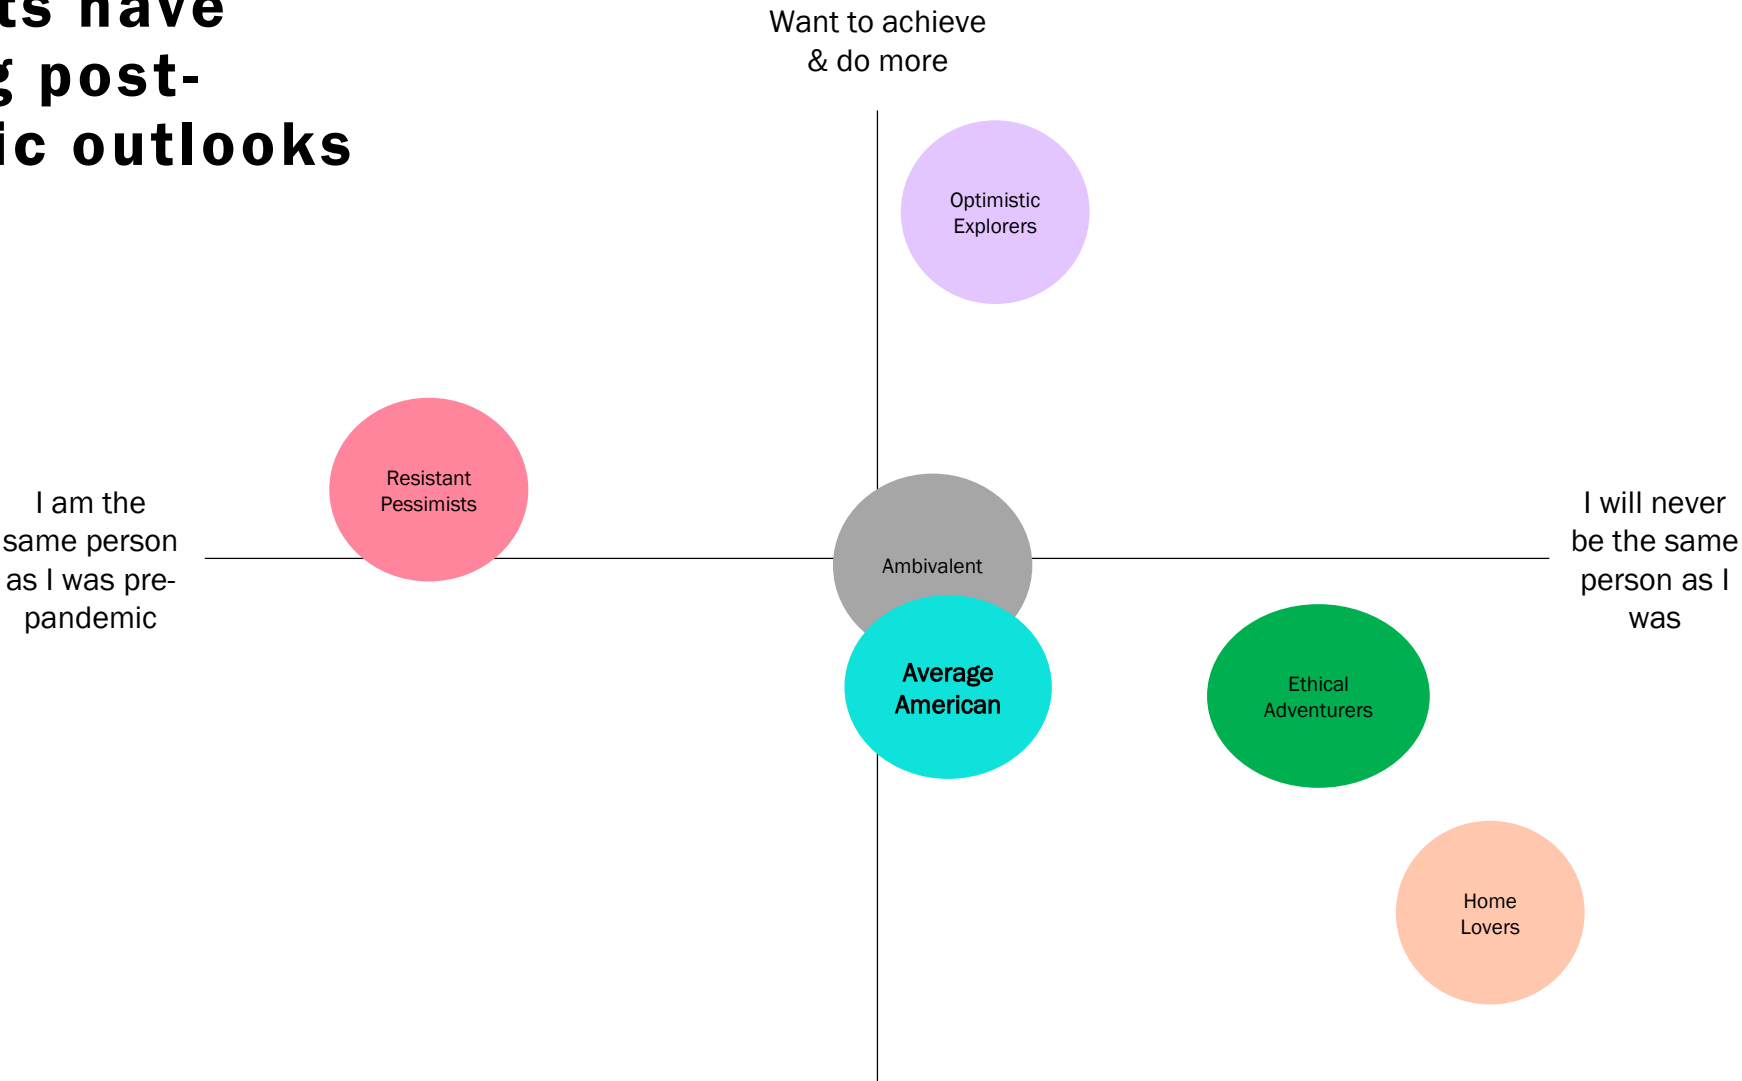 have
post-
outlooks
Want to achieve
& do more
Optimistic
Explorers
Resistant
Pessimists
I am the
same person
as I was pre-
pandemic
Ambivalent
I will never
be the same
person as I
was
Average
American
Ethical
Adventurers
Home
Lovers